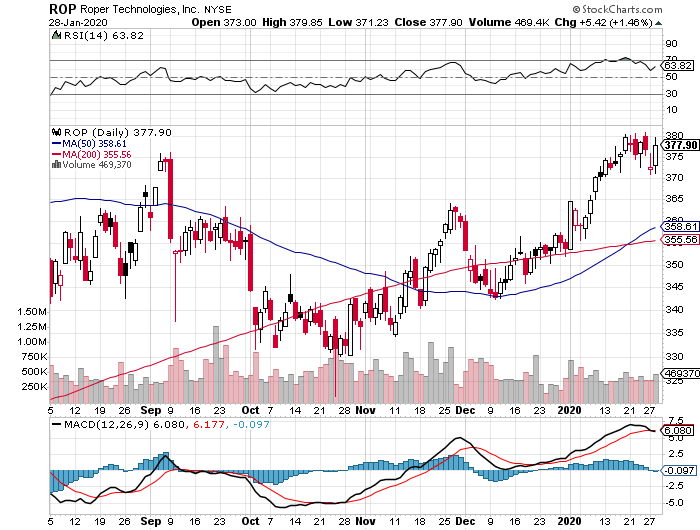 ROP Roper Technologies, Inc. NYSE © StockCharts.com
28-Jan-2020 Open 373.00 High 379.85 Low 371.23 Close 377.90 Volume 469.4K Chg +5.42 (+1.46%)
RSI(14) 63.82
90
70
63.82
50
30
10
ROP (Daily) 377.90
MA(50) 358.61
MA(200) 355.56
Volume 469,370
380
377.90
375
370
365
360
358.61
355.56
350
345
340
335
330
325
1.50M
1.25M
1.00M
750K
500K
250K
469370
5 12 19 26 Sep 9 16 23 Oct 7 14 21 28 Nov 11 18 25 Dec 9 16 23 2020 13 21 27
MACD(12,26,9) 6.080, 6.177, -0.097
7.5
6.080
5.0
2.5
-0.097
-2.5
-5.0
5 12 19 26 Sep 9 16 23 Oct 7 14 21 28 Nov 11 18 25 Dec 9 16 23 2020 13 21 27